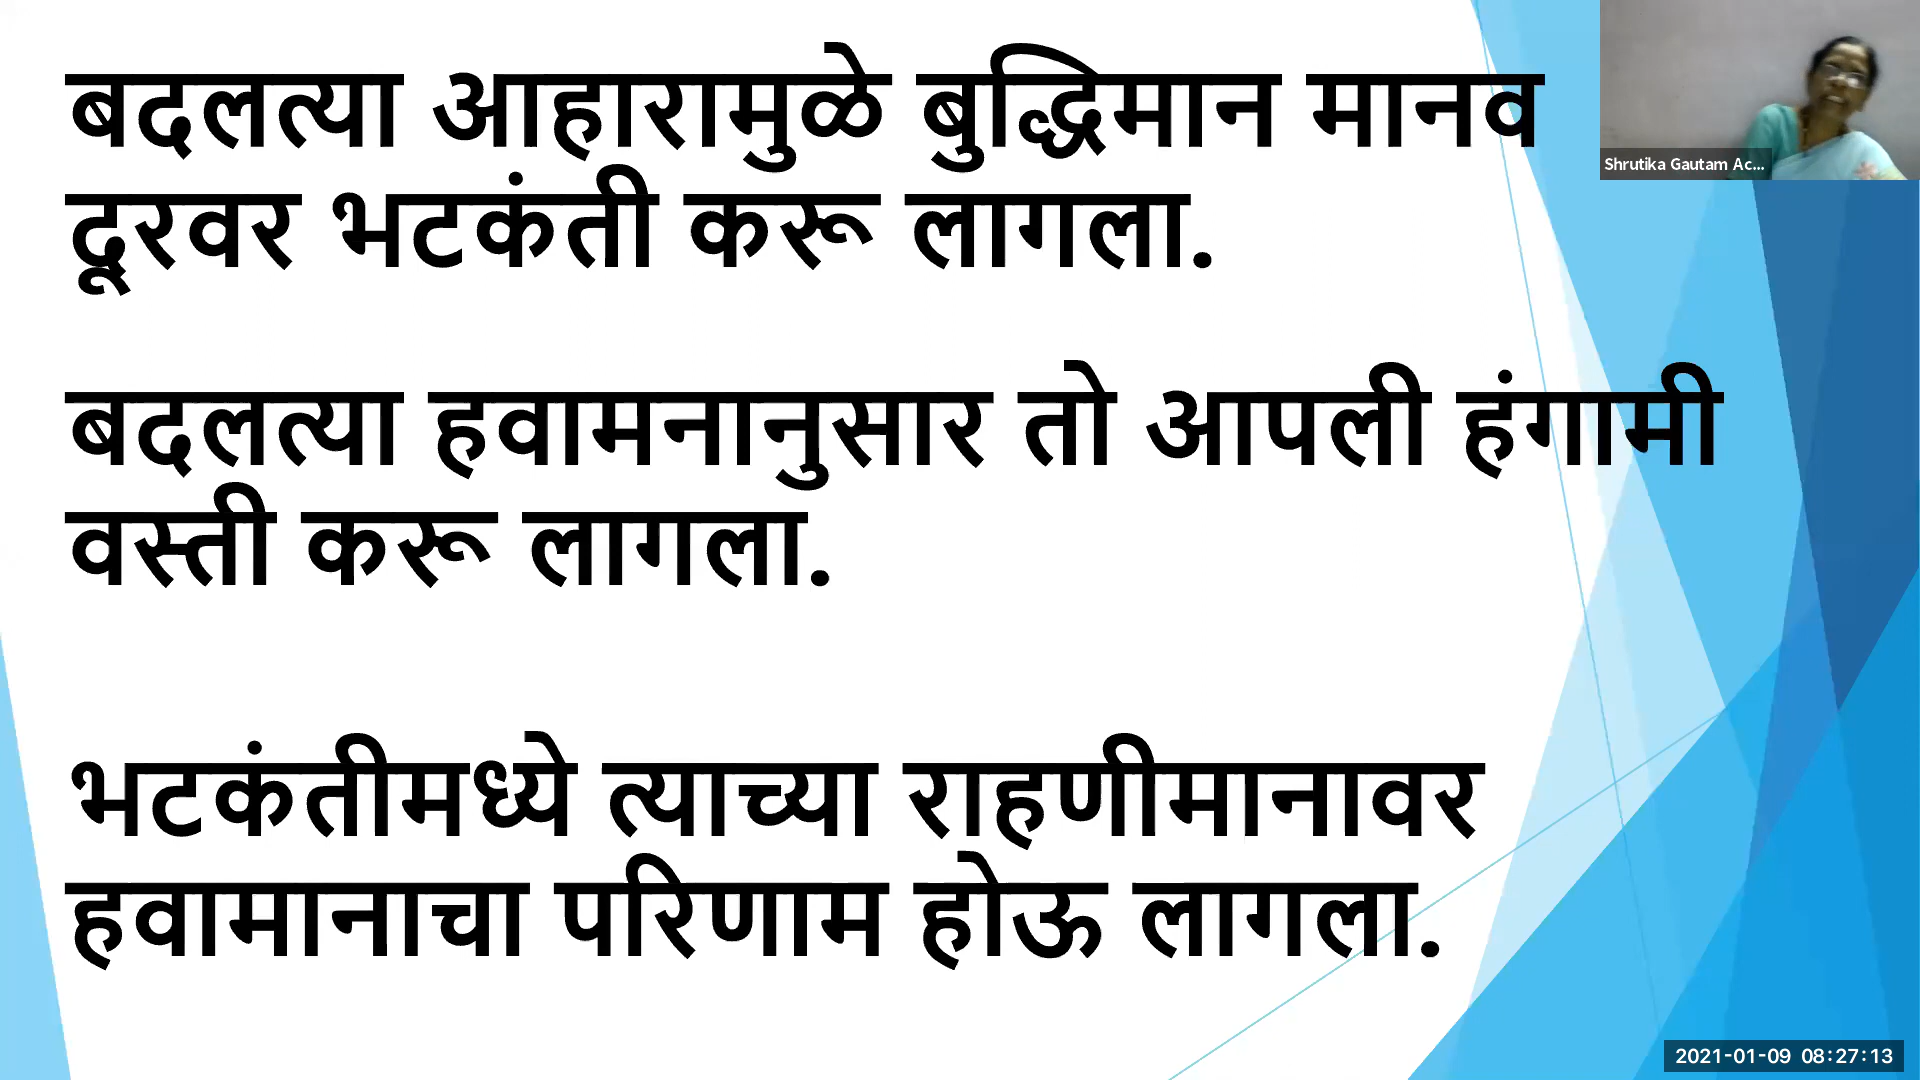 बदलत्या आहारामुळे बुद्धिमान मानव
दूरवर भटकंती करू लागला.
बदलत्या हवामनानुसार तो आपली हंगामी
वस्ती करू लागला.
भटकंतीमध्ये त्याच्या राहणीमानावर
हवामानाचा परिणाम होऊ लागला.
Shrutika Gautam Ac...
2021-01-09 08:27:13